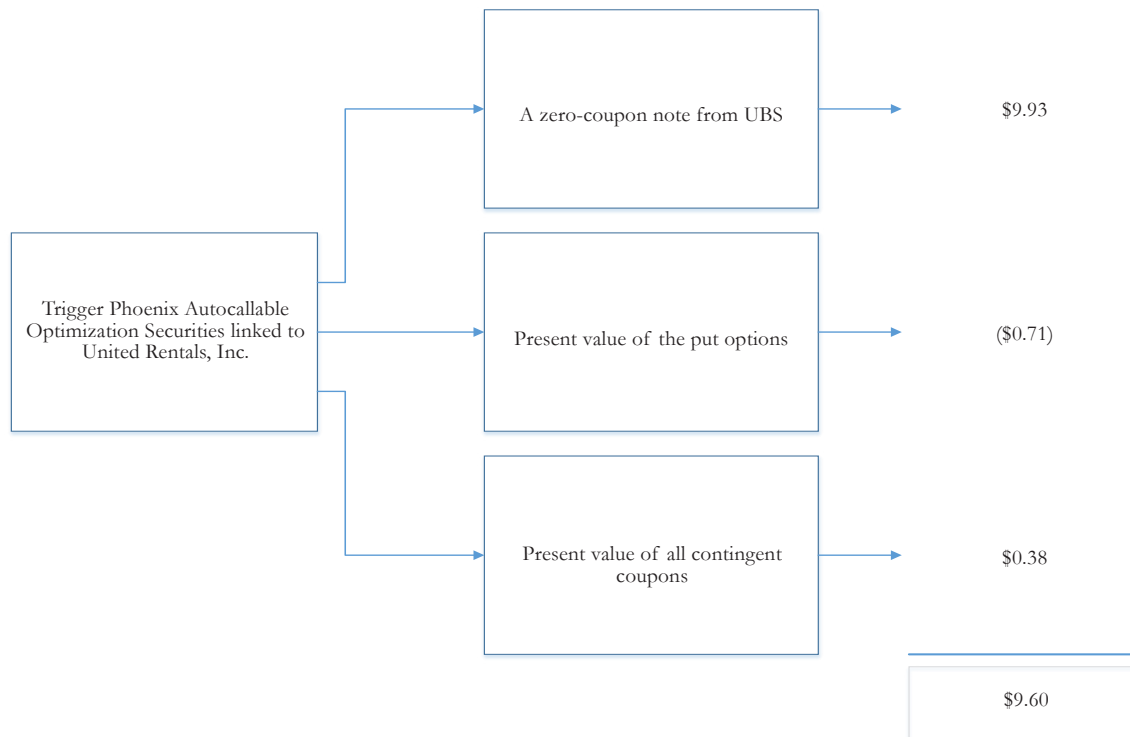 A zero-coupon note from UBS
$9.93
Trigger Phoenix Autocallable
Optimization Securities linked to
United Rentals, Inc.
Present value of the put options
($0.71)
Present value of all contingent
coupons
$0.38
$9.60